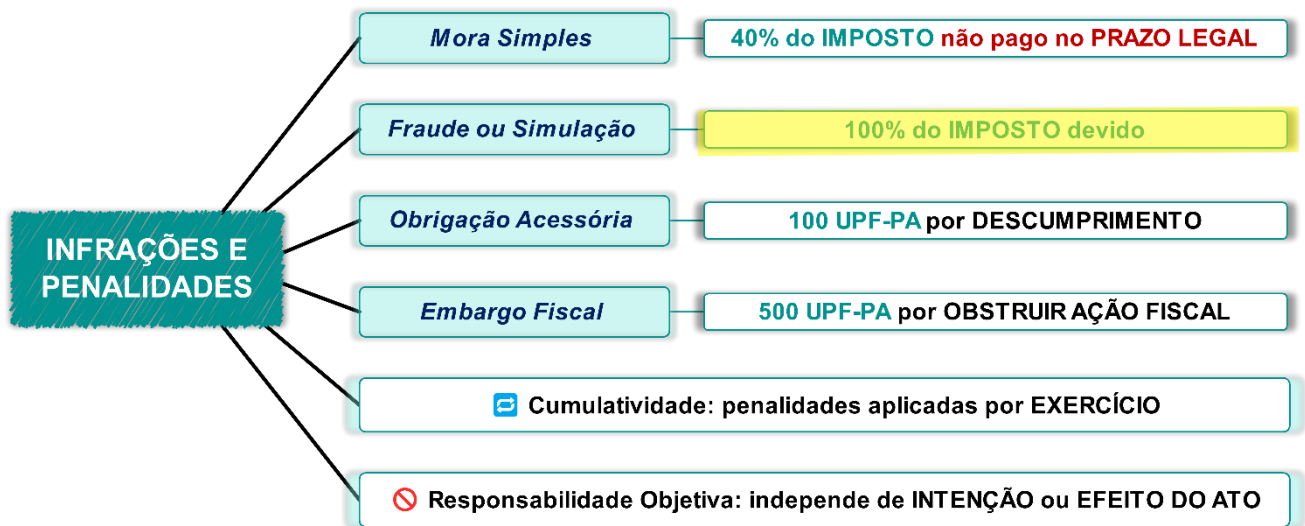 Mora Simples
40% do IMPOSTO não pago no PRAZO LEGAL
Fraude ou Simulação
100% do IMPOSTO devido
Obrigação Acessória
100 UPF-PA por DESCUMPRIMENTO
INFRAÇÕES E
PENALIDADES
Embargo Fiscal
500 UPF-PA por OBSTRUIR AÇÃO FISCAL
🔁 Cumulatividade: penalidades aplicadas por EXERCÍCIO
🚫 Responsabilidade Objetiva: independe de INTENÇÃO ou EFEITO DO ATO